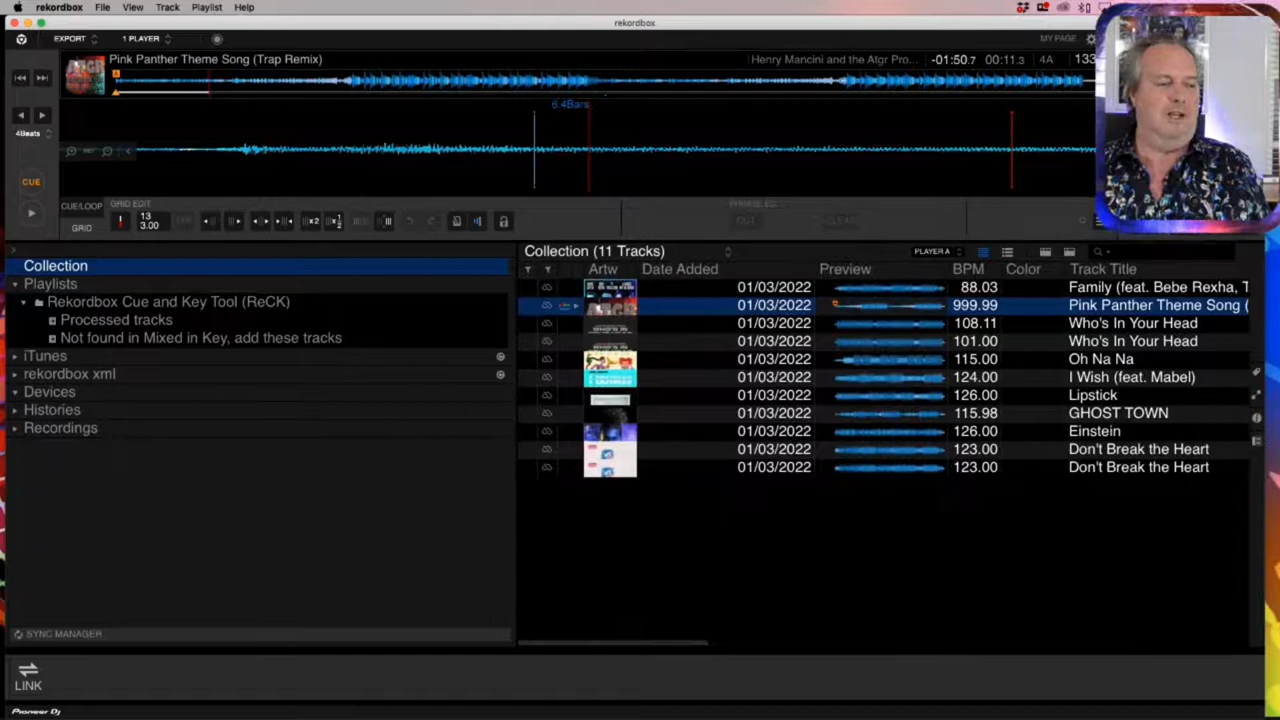 rekordbox File View Track Playlist Help
rekordbox
EXPORT 1 PLAYER MY PAGE
Pink Panther Theme Song (Trap Remix) Henry Mancini and the Atgr Pro... -01:50.7 00:11.3 4A 133
6.4Bars
4Beats
CUE
CUE/LOOP GRID EDIT
GRID 13 3.00 x2
PHRASE
CUT CLEAR
Collection (11 Tracks) PLAYER A
Artw Date Added Preview BPM Color Track Title
Collection
Playlists
Rekordbox Cue and Key Tool (ReCK)
Processed tracks
Not found in Mixed in Key, add these tracks
iTunes
rekordbox xml
Devices
Histories
Recordings
01/03/2022 88.03 Family (feat. Bebe Rexha, T
01/03/2022 999.99 Pink Panther Theme Song (
01/03/2022 108.11 Who's In Your Head
01/03/2022 101.00 Who's In Your Head
01/03/2022 115.00 Oh Na Na
01/03/2022 124.00 I Wish (feat. Mabel)
01/03/2022 126.00 Lipstick
01/03/2022 115.98 GHOST TOWN
01/03/2022 126.00 Einstein
01/03/2022 123.00 Don't Break the Heart
01/03/2022 123.00 Don't Break the Heart
SYNC MANAGER
LINK
Pioneer Dj